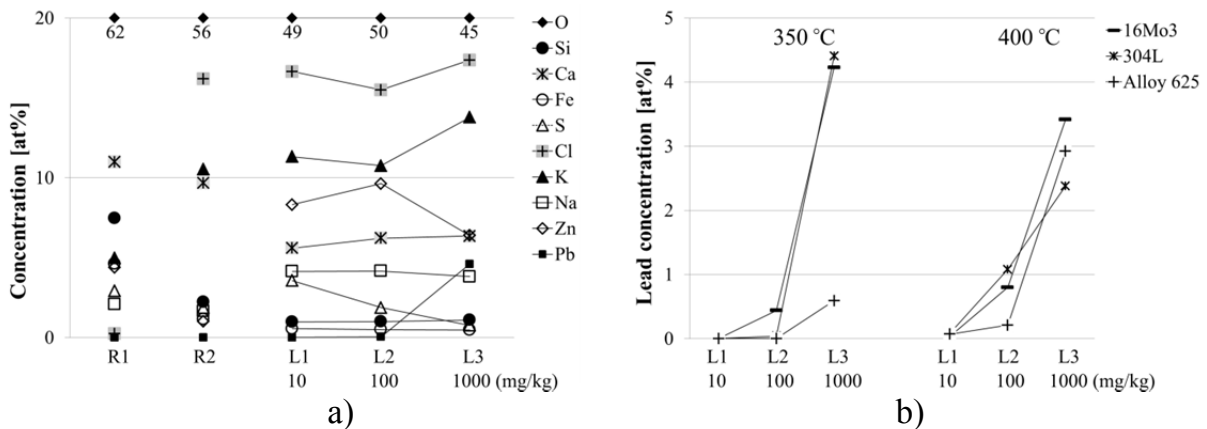 Concentration [at%]
20
10
0
62 56 49 50 45
R1 R2 L1 L2 L3
10 100 1000 (mg/kg)
O
Si
Ca
Fe
S
Cl
K
Na
Zn
Pb
a)
Lead concentration [at%]
5
4
3
2
1
0
350 °C 400 °C
L1 L2 L3 L1 L2 L3
10 100 1000 10 100 1000 (mg/kg)
16Mo3
304L
Alloy 625
b)